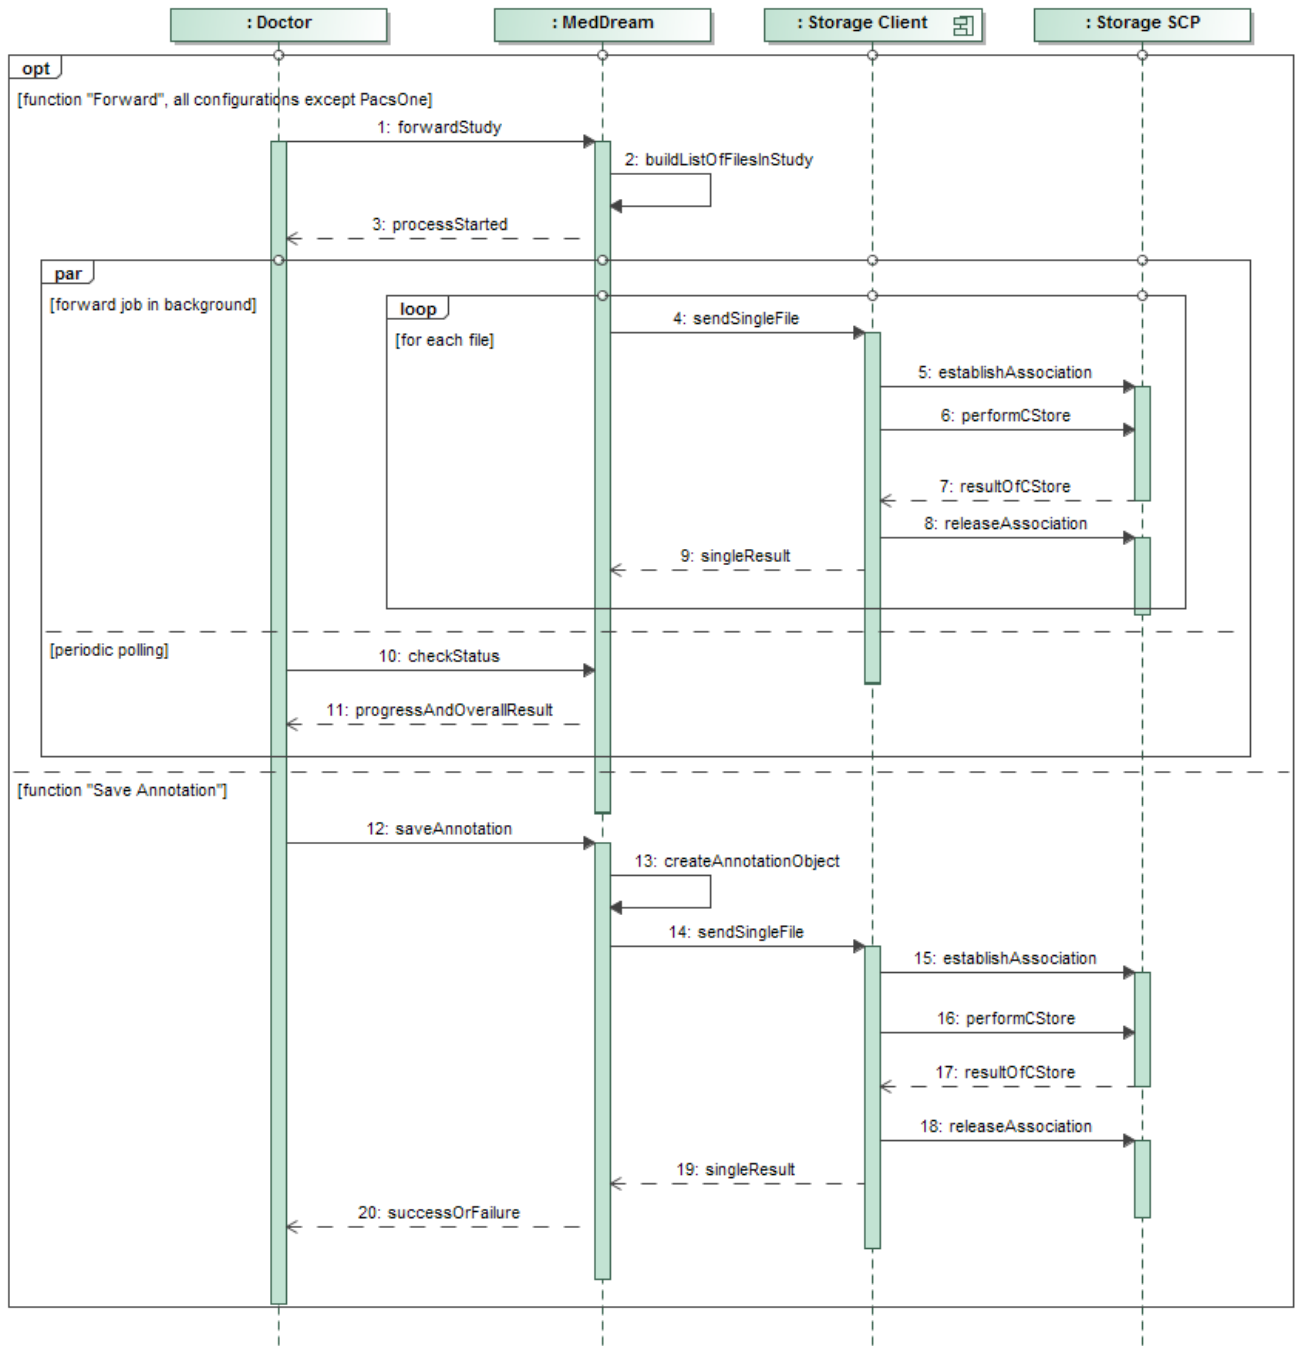 : Doctor
: MedDream
: Storage Client
: Storage SCP
opt
[function "Forward", all configurations except PacsOne]
1: forwardStudy
2: buildListOfFilesInStudy
3: processStarted
par
[forward job in background]
loop
[for each file]
4: sendSingleFile
5: establishAssociation
6: performCStore
7: resultOfCStore
8: releaseAssociation
9: singleResult
[periodic polling]
10: checkStatus
11: progressAndOverallResult
[function "Save Annotation"]
12: saveAnnotation
13: createAnnotationObject
14: sendSingleFile
15: establishAssociation
16: performCStore
17: resultOfCStore
18: releaseAssociation
19: singleResult
20: successOrFailure